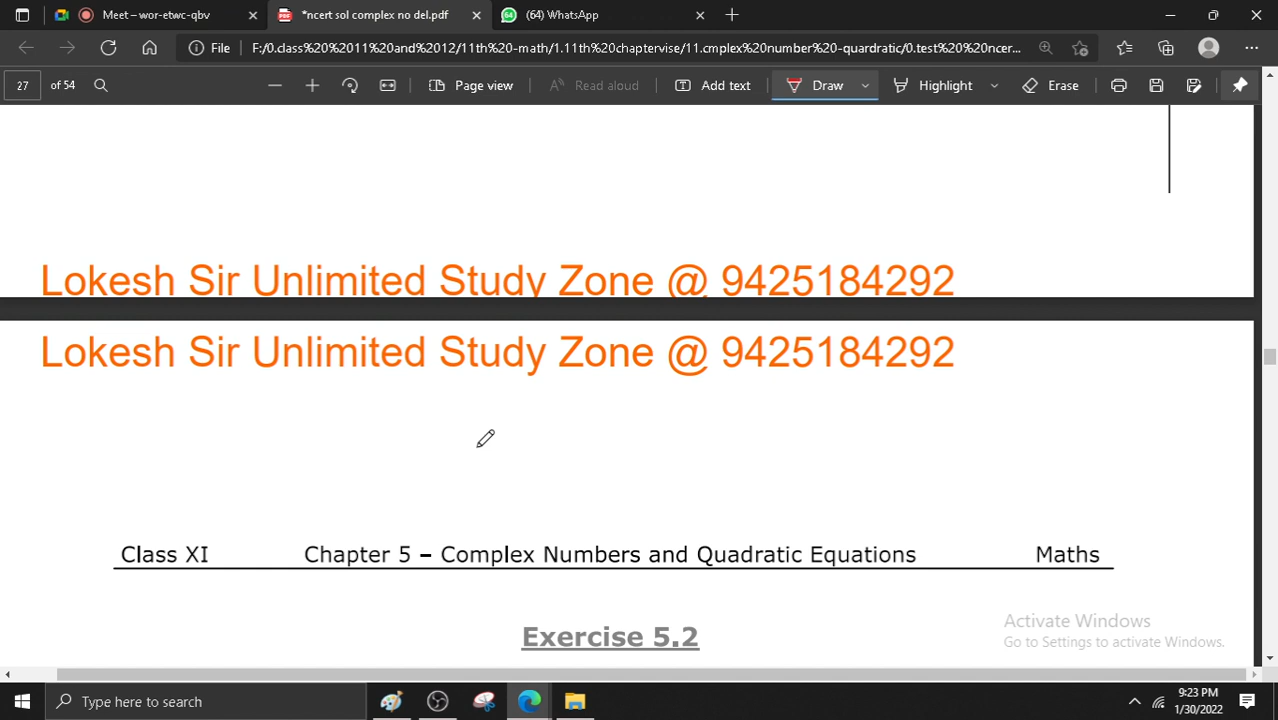 Meet – wor-etwc-qbv
*ncert sol complex no del.pdf
(64) WhatsApp
File
F:/0.class%20%2011%20and%2012/11th%20-math/1.11th%20chaptervise/11.cmplex%20number%20-quardratic/0.test%20%20ncer...
27 of 54
Page view
Read aloud
Add text
Draw
Highlight
Erase
Lokesh Sir Unlimited Study Zone @ 9425184292
Lokesh Sir Unlimited Study Zone @ 9425184292
Class XI Chapter 5 – Complex Numbers and Quadratic Equations Maths
Exercise 5.2
Activate Windows
Go to Settings to activate Windows.
Type here to search
9:23 PM
1/30/2022